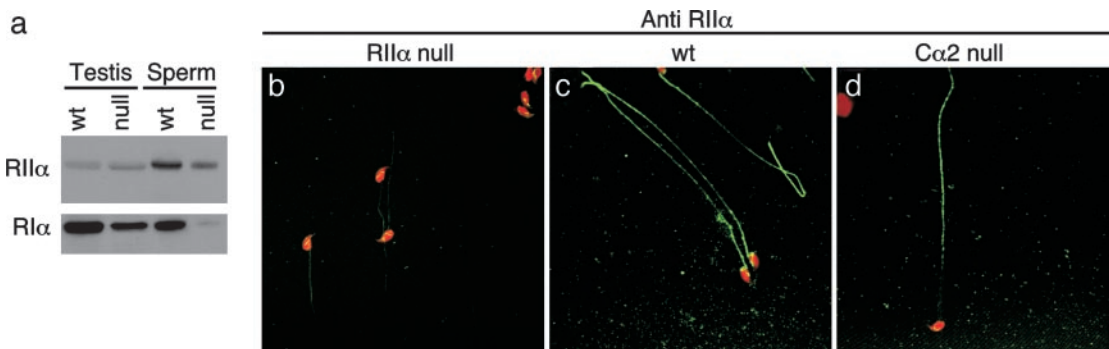 a
Testis Sperm
wt null wt null
RIIα
RIα
Anti RIIα
RIIα null wt Cα2 null
b c d